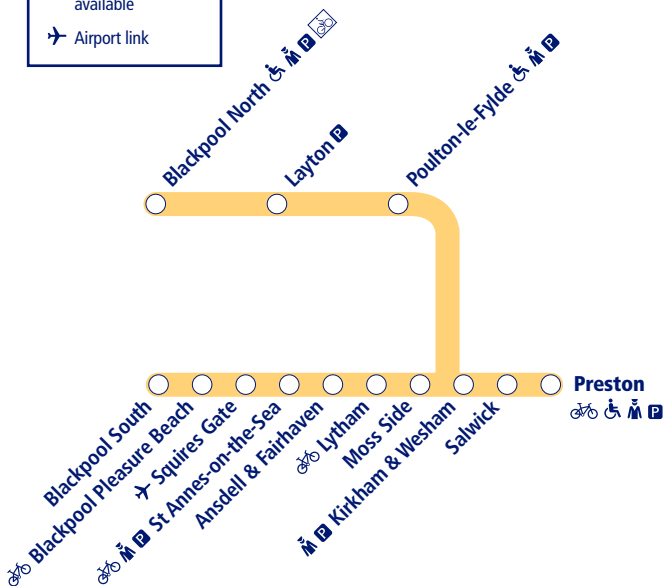 available
Airport link
Blackpool North P
Layton P
Poulton-le-Fylde P
Preston
P
Blackpool South
Blackpool Pleasure Beach
Squires Gate
P St Annes-on-the-Sea
Ansdell & Fairhaven
Lytham
Moss Side
P Kirkham & Wesham
Salwick